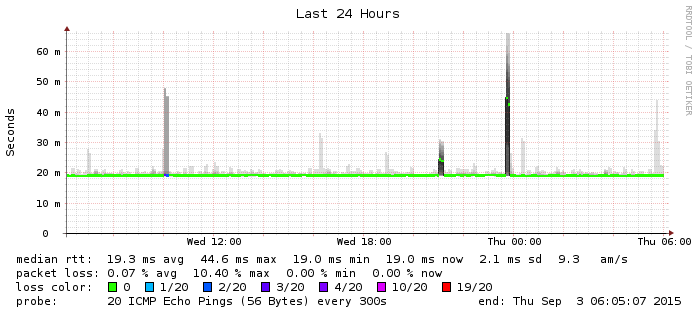 Last 24 Hours
RRDTOOL / TOBI OETIKER
Seconds
60 m
50 m
40 m
30 m
20 m
10 m
0
Wed 12:00 Wed 18:00 Thu 00:00 Thu 06:00
median rtt: 19.3 ms avg 44.6 ms max 19.0 ms min 19.0 ms now 2.1 ms sd 9.3 am/s
packet loss: 0.07 % avg 10.40 % max 0.00 % min 0.00 % now
loss color: 0 1/20 2/20 3/20 4/20 10/20 19/20
probe: 20 ICMP Echo Pings (56 Bytes) every 300s end: Thu Sep 3 06:05:07 2015